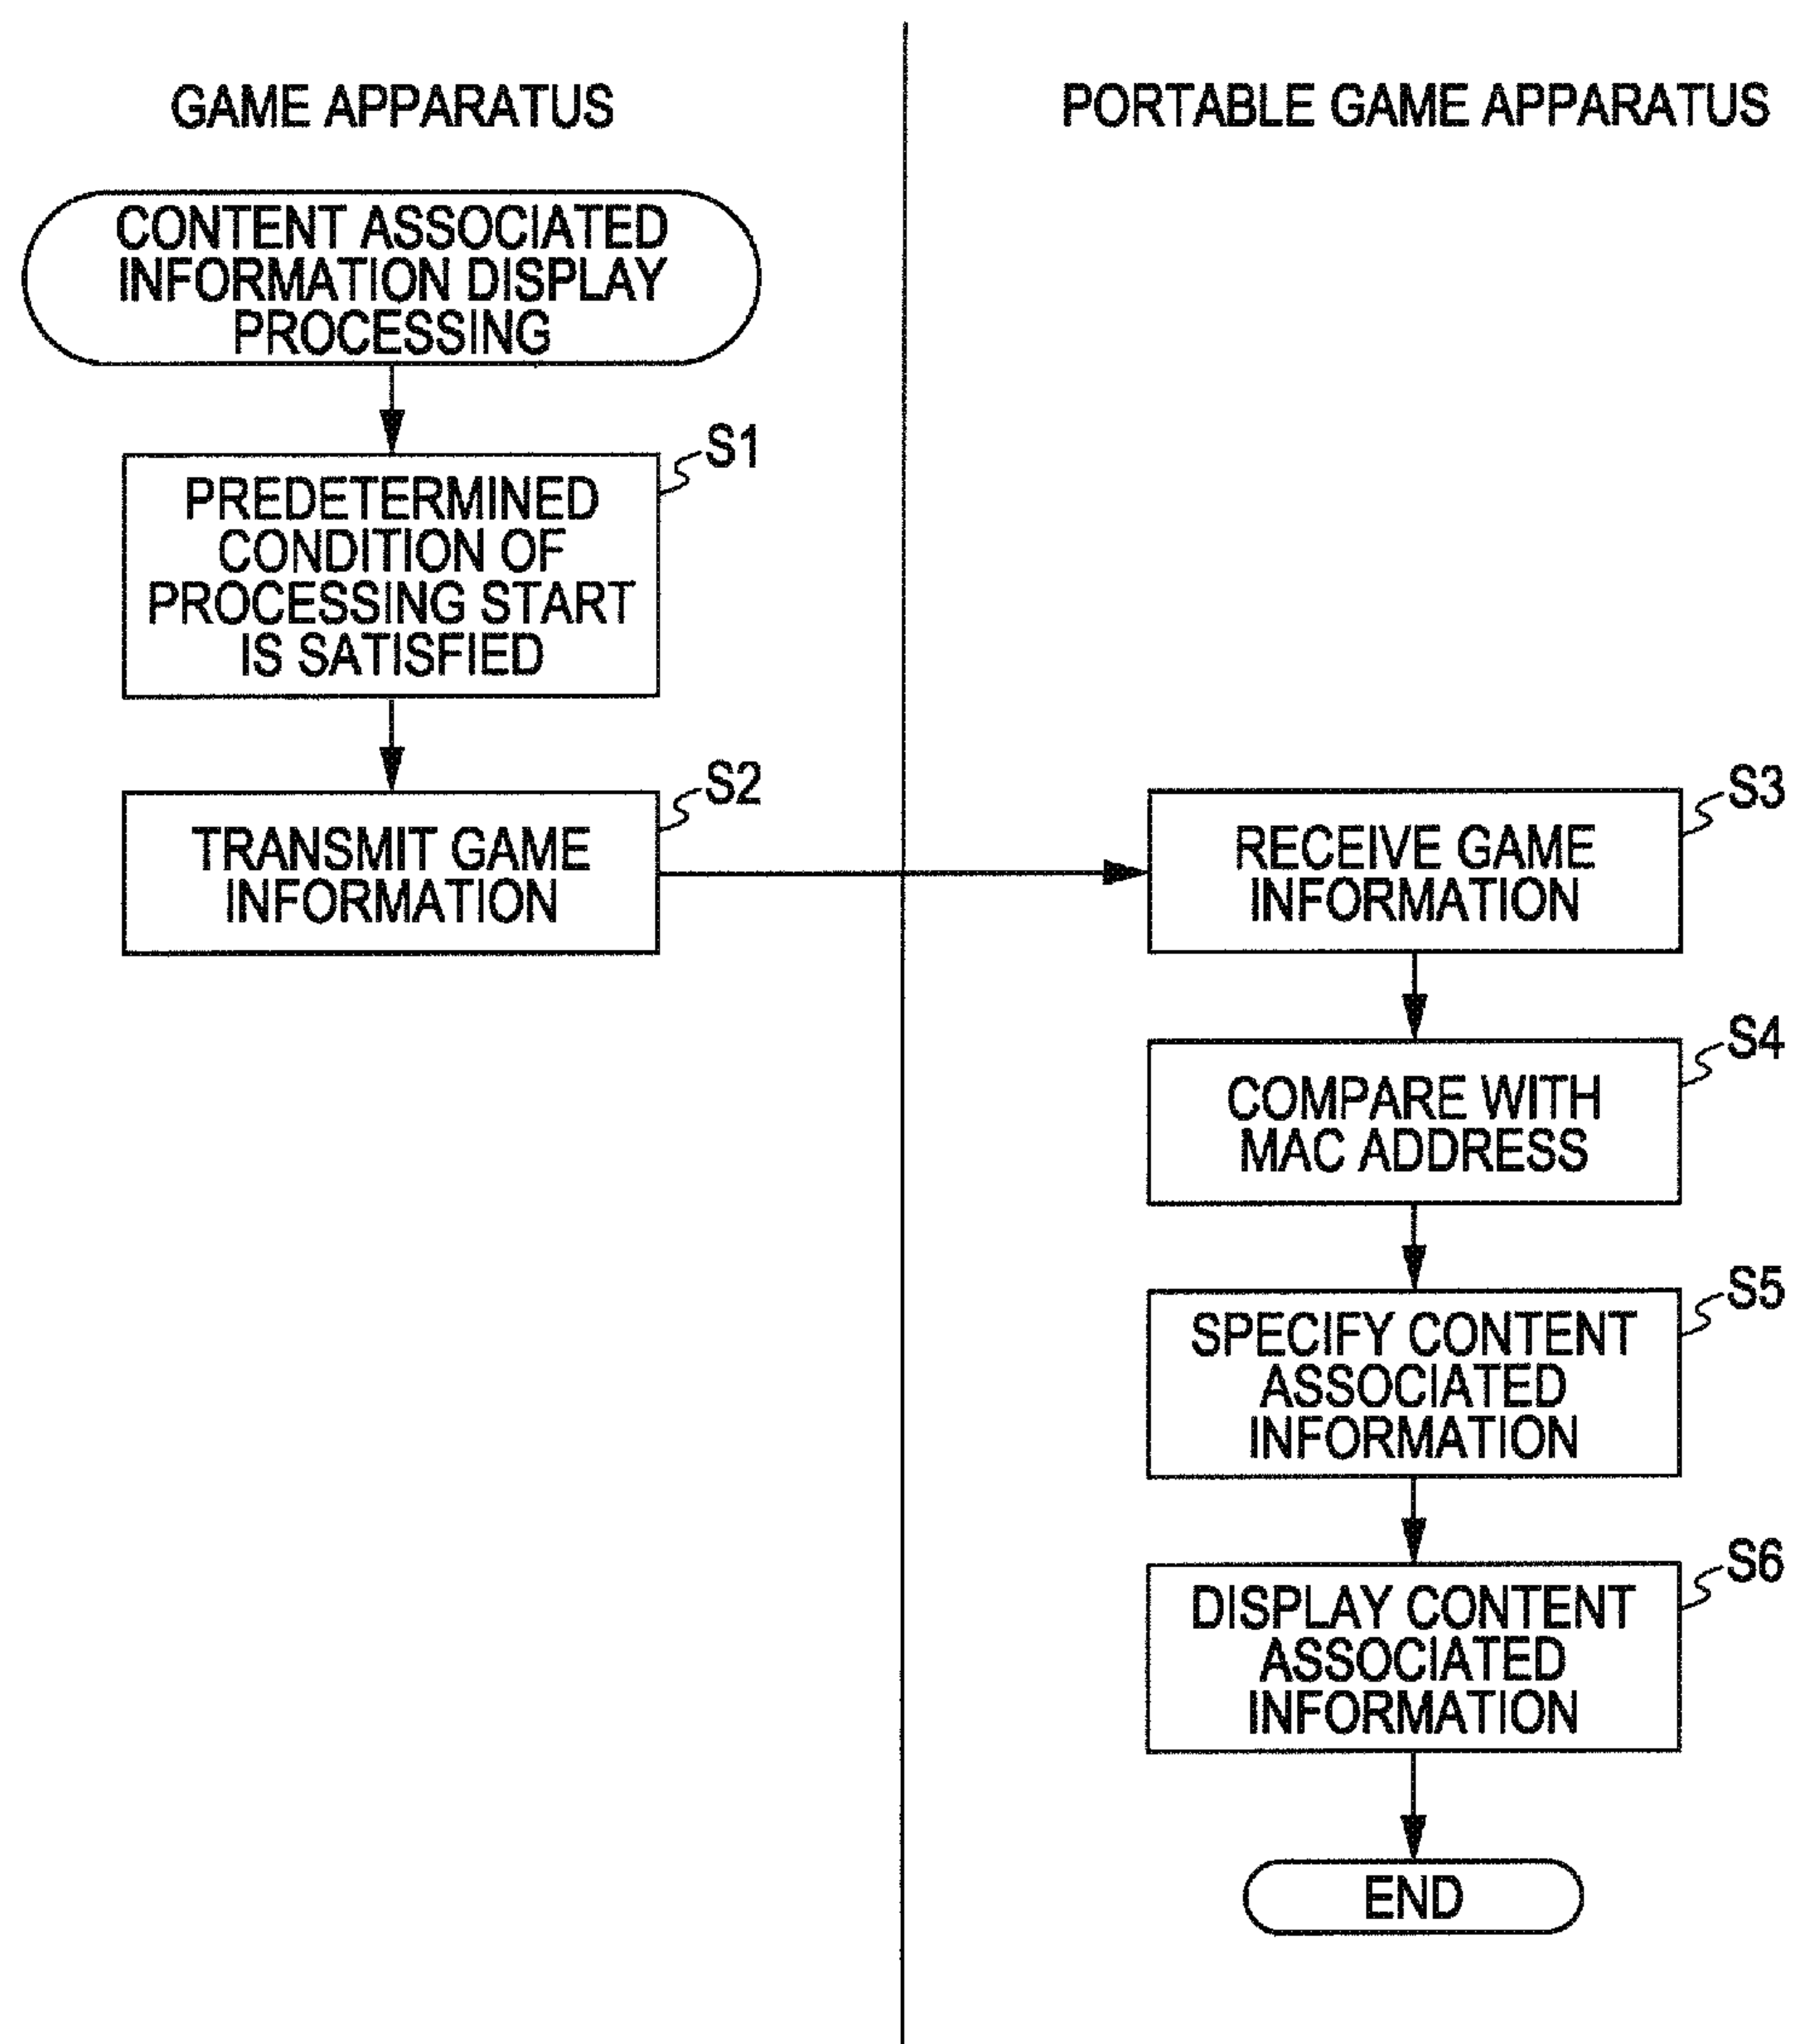 GAME APPARATUS
CONTENT ASSOCIATED
INFORMATION DISPLAY
PROCESSING
S1
PREDETERMINED
CONDITION OF
PROCESSING START
IS SATISFIED
S2
TRANSMIT GAME
INFORMATION
PORTABLE GAME APPARATUS
S3
RECEIVE GAME
INFORMATION
S4
COMPARE WITH
MAC ADDRESS
S5
SPECIFY CONTENT
ASSOCIATED
INFORMATION
S6
DISPLAY CONTENT
ASSOCIATED
INFORMATION
END